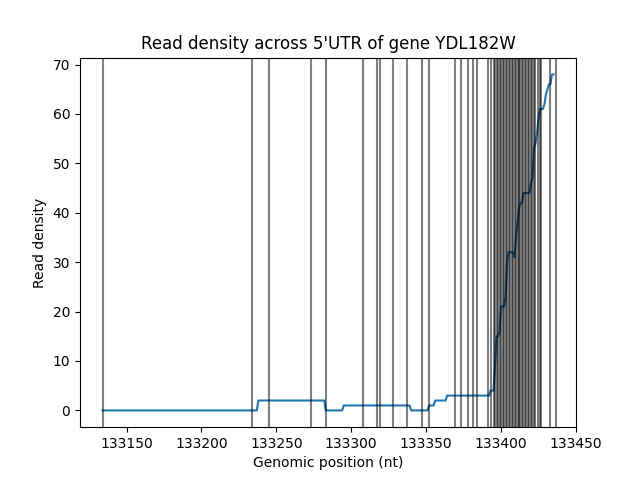 Read density across 5'UTR of gene YDL182W
70
60
50
40
30
20
10
0
Read density
133150 133200 133250 133300 133350 133400 133450
Genomic position (nt)